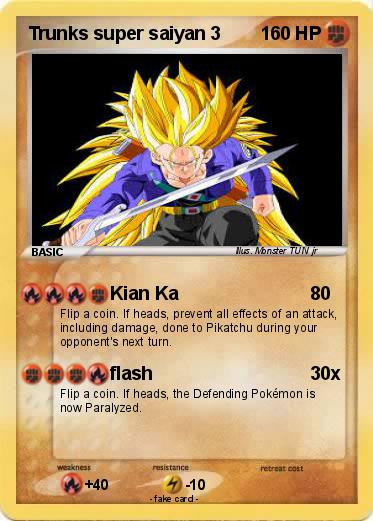 Trunks super saiyan 3 160 HP
BASIC Illus. Monster TUN jr
Kian Ka 80
Flip a coin. If heads, prevent all effects of an attack,
including damage, done to Pikatchu during your
opponent's next turn.
flash 30x
Flip a coin. If heads, the Defending Pokémon is
now Paralyzed.
weakness resistance retreat cost
+40 -10
- fake card -